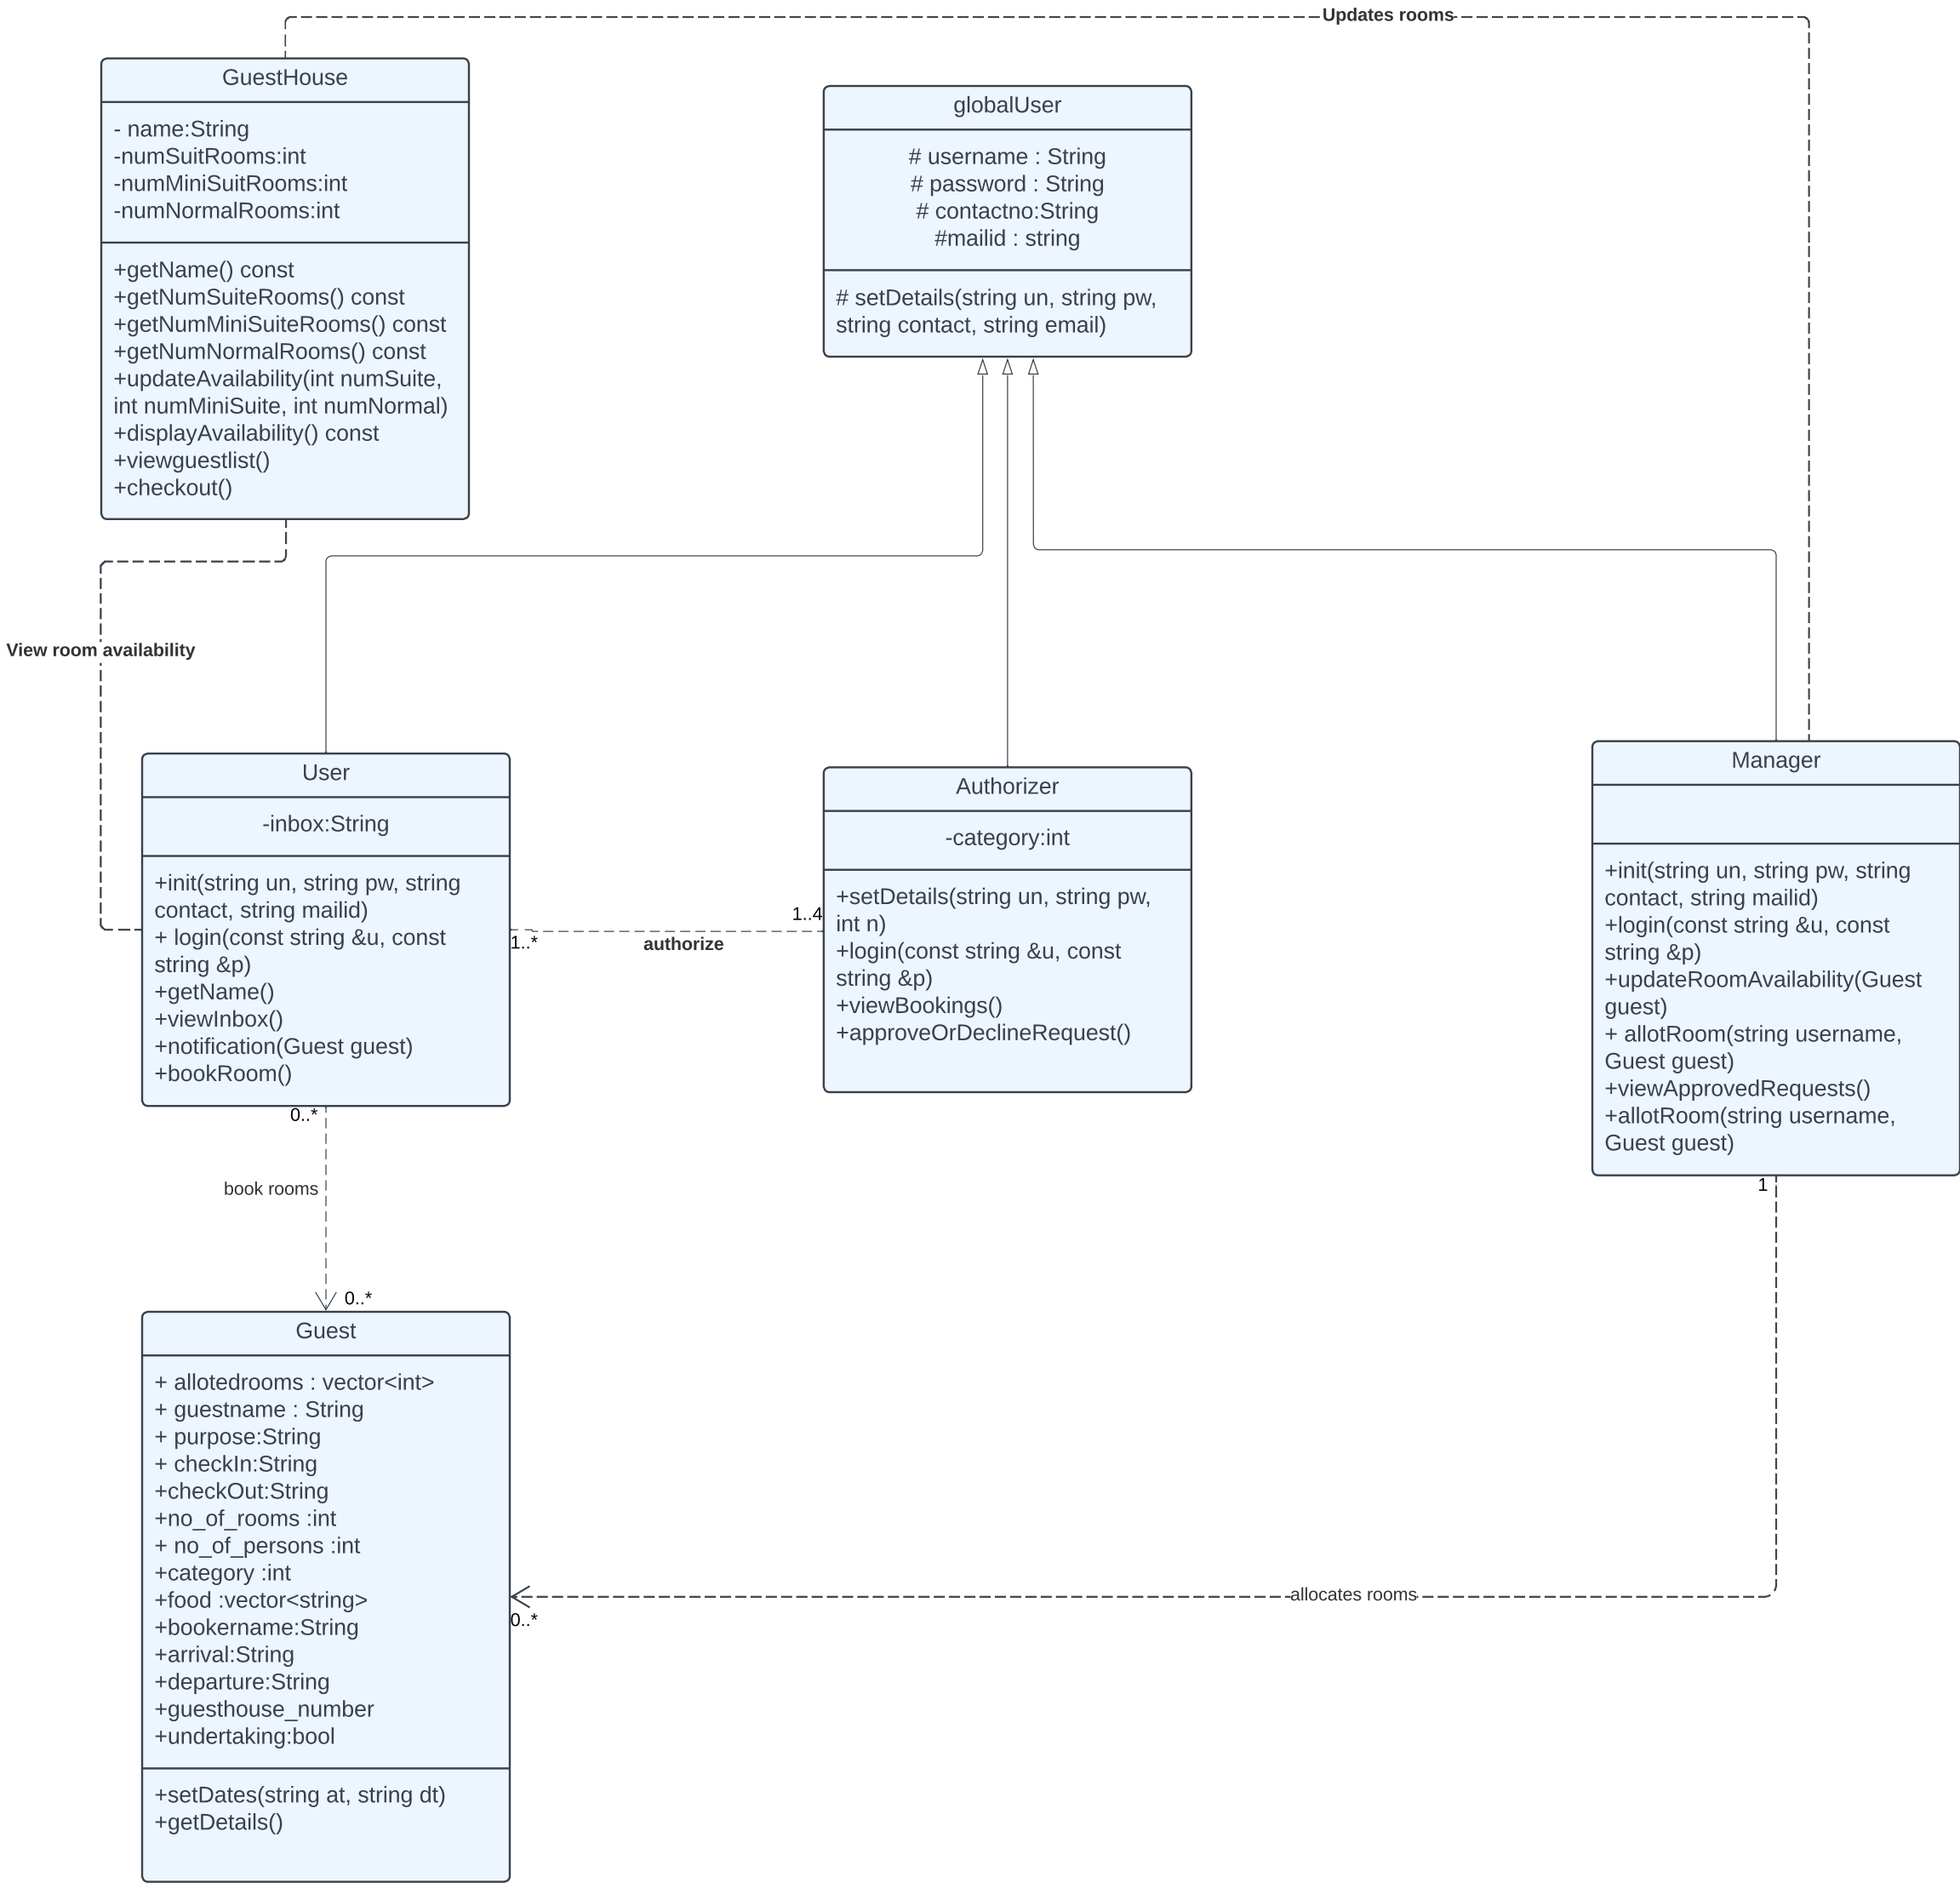 Updates rooms
GuestHouse
- name:String
-numSuitRooms:int
-numMiniSuitRooms:int
-numNormalRooms:int
+getName() const
+getNumSuiteRooms() const
+getNumMiniSuiteRooms() const
+getNumNormalRooms() const
+updateAvailability(int numSuite,
int numMiniSuite, int numNormal)
+displayAvailability() const
+viewguestlist()
+checkout()
globalUser
# username : String
# password : String
# contactno:String
#mailid : string
# setDetails(string un, string pw,
string contact, string email)
View room availability
User
-inbox:String
+init(string un, string pw, string
contact, string mailid)
+ login(const string &u, const
string &p)
+getName()
+viewInbox()
+notification(Guest guest)
+bookRoom()
1..*
authorize
1..4
Authorizer
-category:int
+setDetails(string un, string pw,
int n)
+login(const string &u, const
string &p)
+viewBookings()
+approveOrDeclineRequest()
Manager
+init(string un, string pw, string
contact, string mailid)
+login(const string &u, const
string &p)
+updateRoomAvailability(Guest
guest)
+ allotRoom(string username,
Guest guest)
+viewApprovedRequests()
+allotRoom(string username,
Guest guest)
0..*
book rooms
0..*
1
Guest
+ allotedrooms : vector<int>
+ guestname : String
+ purpose:String
+ checkIn:String
+checkOut:String
+no_of_rooms :int
+ no_of_persons :int
+category :int
+food :vector<string>
+bookername:String
+arrival:String
+departure:String
+guesthouse_number
+undertaking:bool
+setDates(string at, string dt)
+getDetails()
allocates rooms
0..*